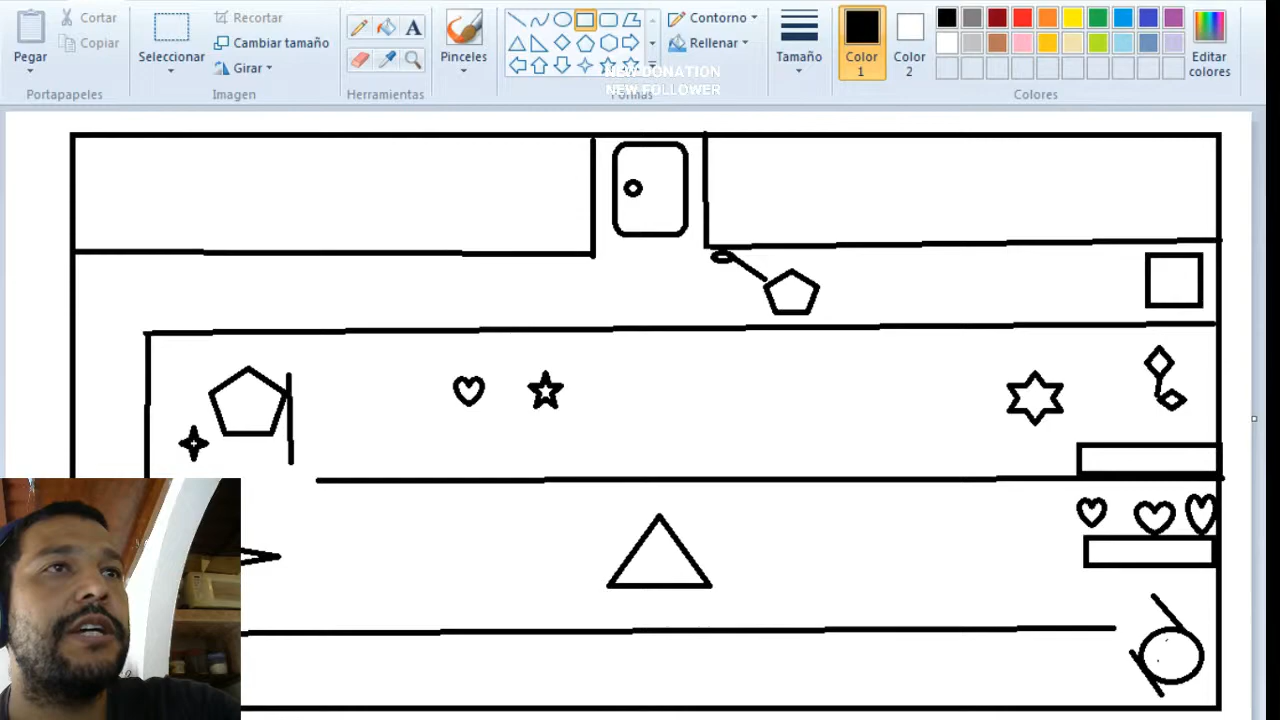 Pegar
Cortar
Copiar
Portapapeles
Seleccionar
Recortar
Cambiar tamaño
Girar
Imagen
A
Herramientas
Pinceles
Contorno
Rellenar
NEW DONATION
NEW FOLLOWER
Formas
Tamaño
Color
1
Color
2
Editar
colores
Colores